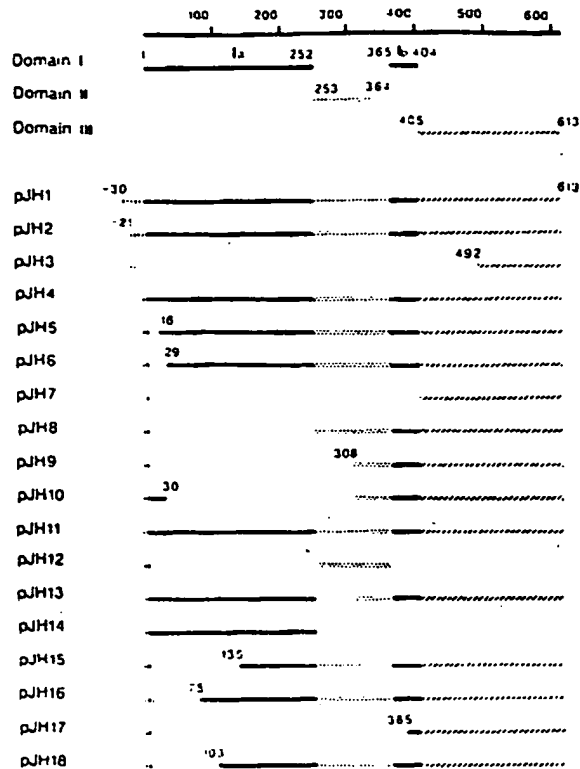 100 200 300 400 500 600
Domain I 1 Ia 252 365 Ib 404
Domain II 253 364
Domain III 405 613
pJH1 -30 613
pJH2 -21
pJH3 492
pJH4
pJH5 16
pJH6 29
pJH7
pJH8
pJH9 308
pJH10 30
pJH11
pJH12
pJH13
pJH14
pJH15 135
pJH16 75
pJH17 385
pJH18 103